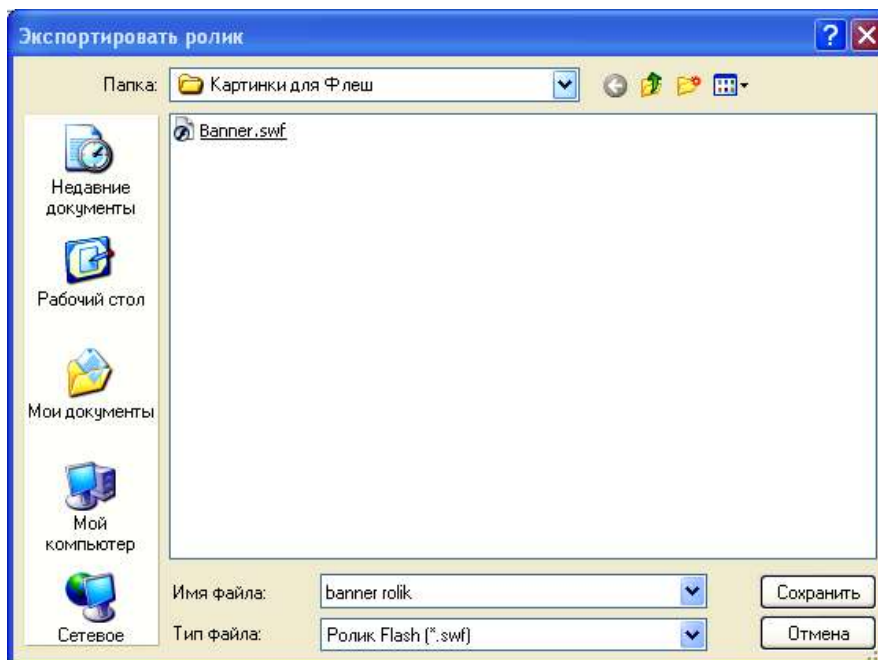 Экспортировать ролик
Папка: Картинки для Флеш
Banner.swf
Недавние
документы
Рабочий стол
Мои документы
Мой
компьютер
Сетевое
Имя файла: banner rolik Сохранить
Тип файла: Ролик Flash (*.swf) Отмена